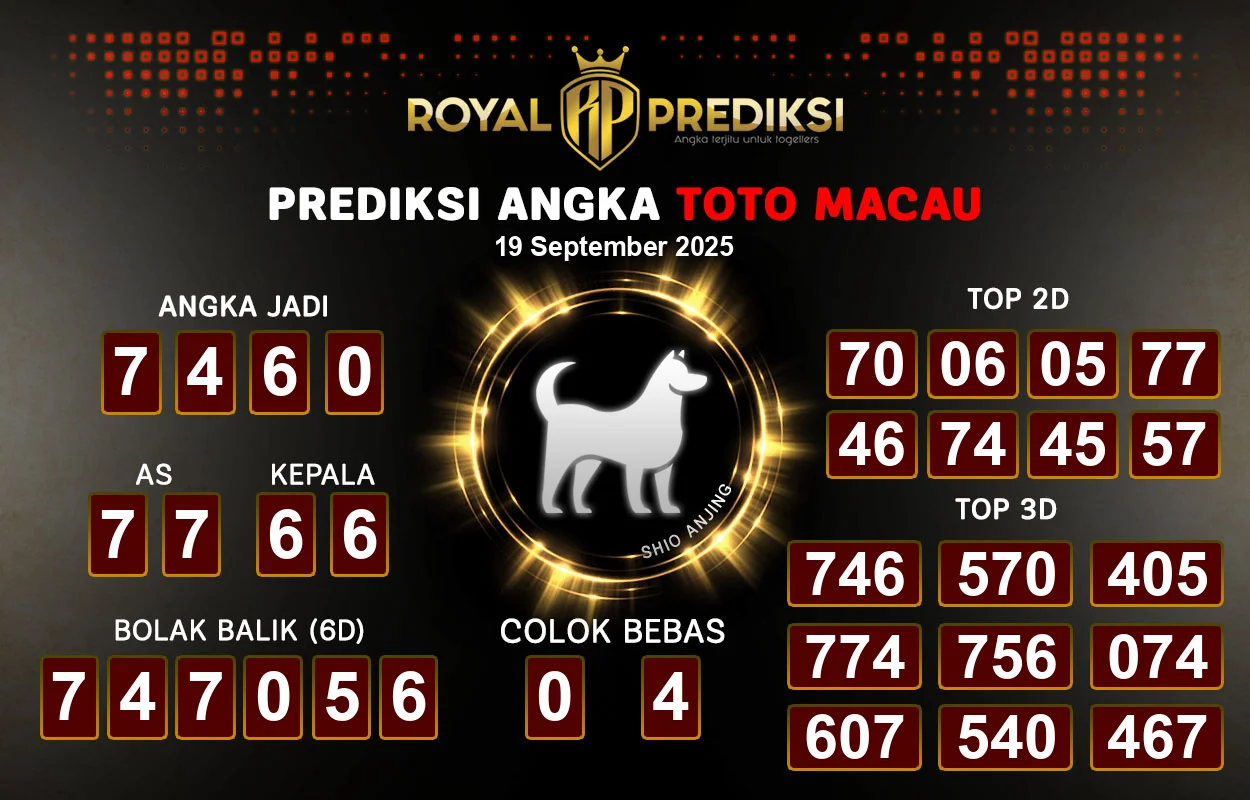 ROYAL RP PREDIKSI
Angka terjitu untuk togellers
PREDIKSI ANGKA TOTO MACAU
19 September 2025
ANGKA JADI
7 4 6 0
AS
7 7
KEPALA
6 6
BOLAK BALIK (6D)
7 4 7 0 5 6
SHIO ANJING
COLOK BEBAS
0 4
TOP 2D
70 06 05 77
46 74 45 57
TOP 3D
746 570 405
774 756 074
607 540 467